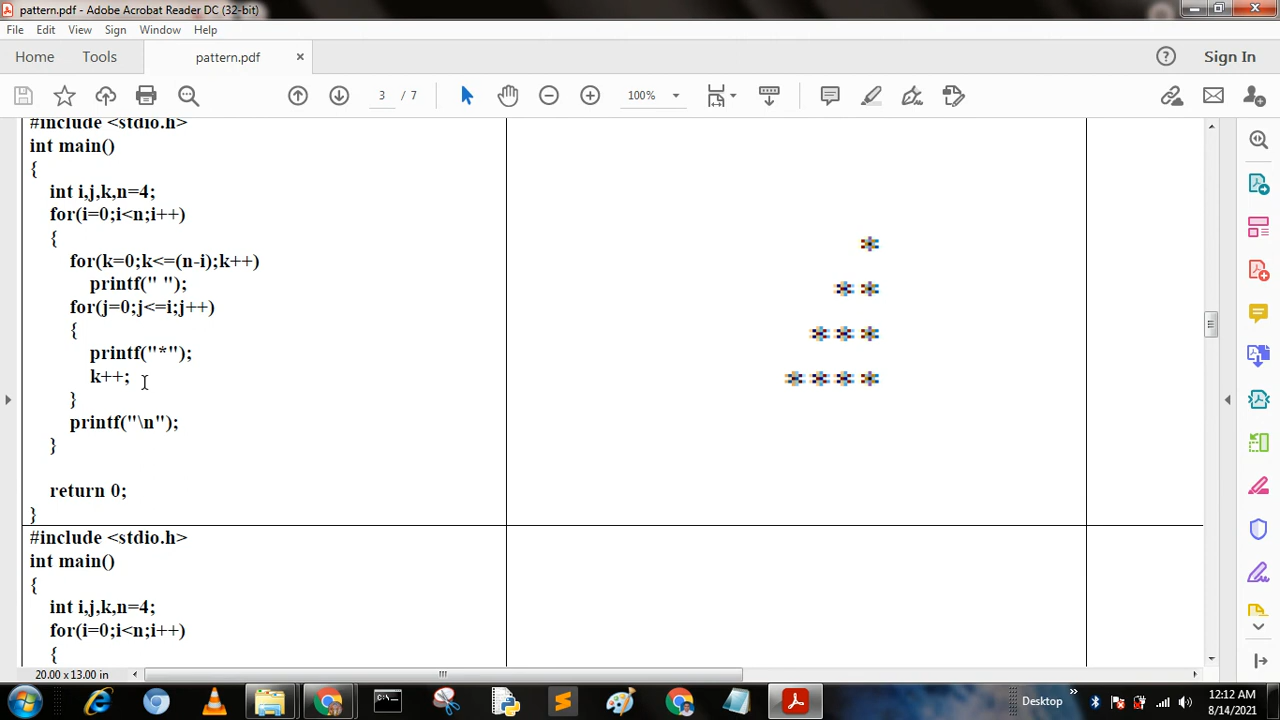 pattern.pdf - Adobe Acrobat Reader DC (32-bit)
File Edit View Sign Window Help
Home Tools pattern.pdf × Sign In
3 / 7 100%
#include <stdio.h>
int main()
{
int i,j,k,n=4;
for(i=0;i<n;i++)
{
for(k=0;k<=(n-i);k++)
printf(" ");
for(j=0;j<=i;j++)
{
printf("*");
k++;
}
printf("\n");
}
return 0;
}
*
* *
* * *
* * * *
#include <stdio.h>
int main()
{
int i,j,k,n=4;
for(i=0;i<n;i++)
{
20.00 x 13.00 in
Desktop »
12:12 AM
8/14/2021